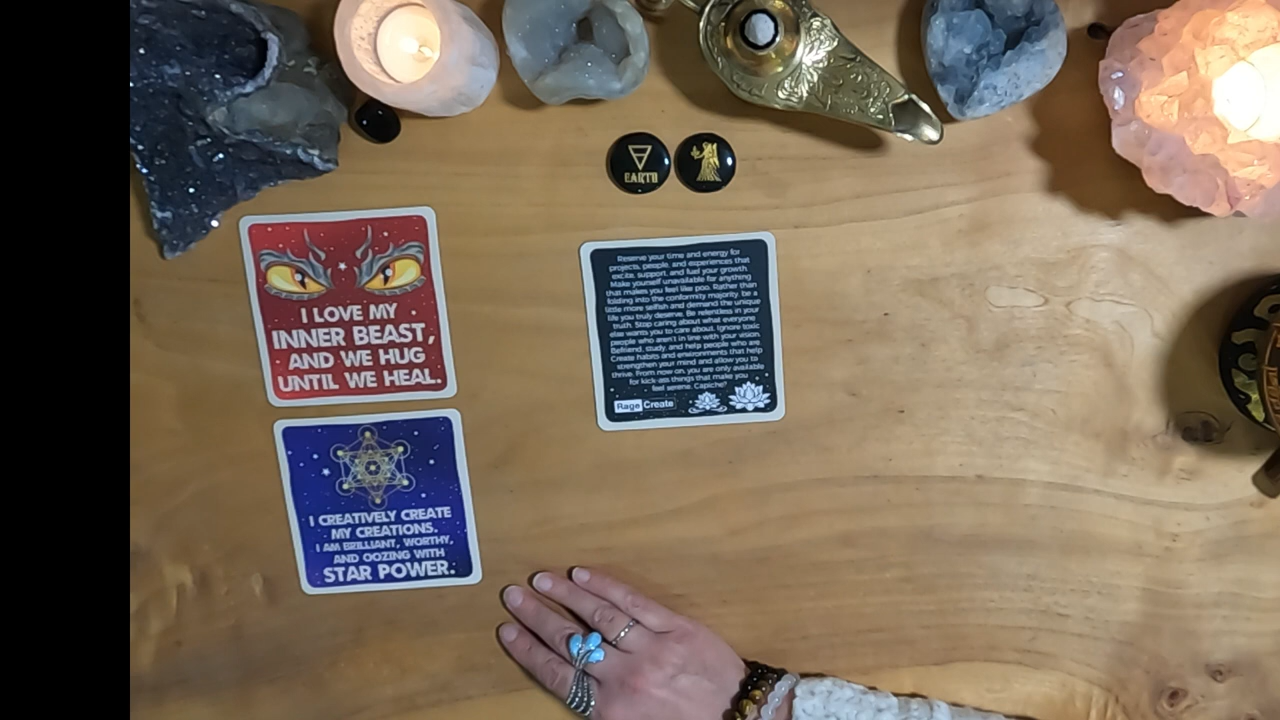 EARTH
I LOVE MY
INNER BEAST,
AND WE HUG
UNTIL WE HEAL.
I CREATIVELY CREATE
MY CREATIONS.
I AM BRILLIANT, WORTHY,
AND OOZING WITH
STAR POWER.
Reserve your time and energy for
projects, people, and experiences that
excite, support, and fuel your growth.
Make yourself unavailable for anything
that makes you feel like poo. Rather than
folding into the conformity majority, be a
little more selfish and demand the unique
life you truly deserve. Be relentless in your
truth. Stop caring about what everyone
else wants you to care about. Ignore toxic
people who aren't in line with your vision.
Befriend, study, and help people who are.
Create habits and environments that help
strengthen your mind and allow you to
thrive. From now on, you are only available
for kick-ass things that make you
feel serene. Capiche?
Rage Create